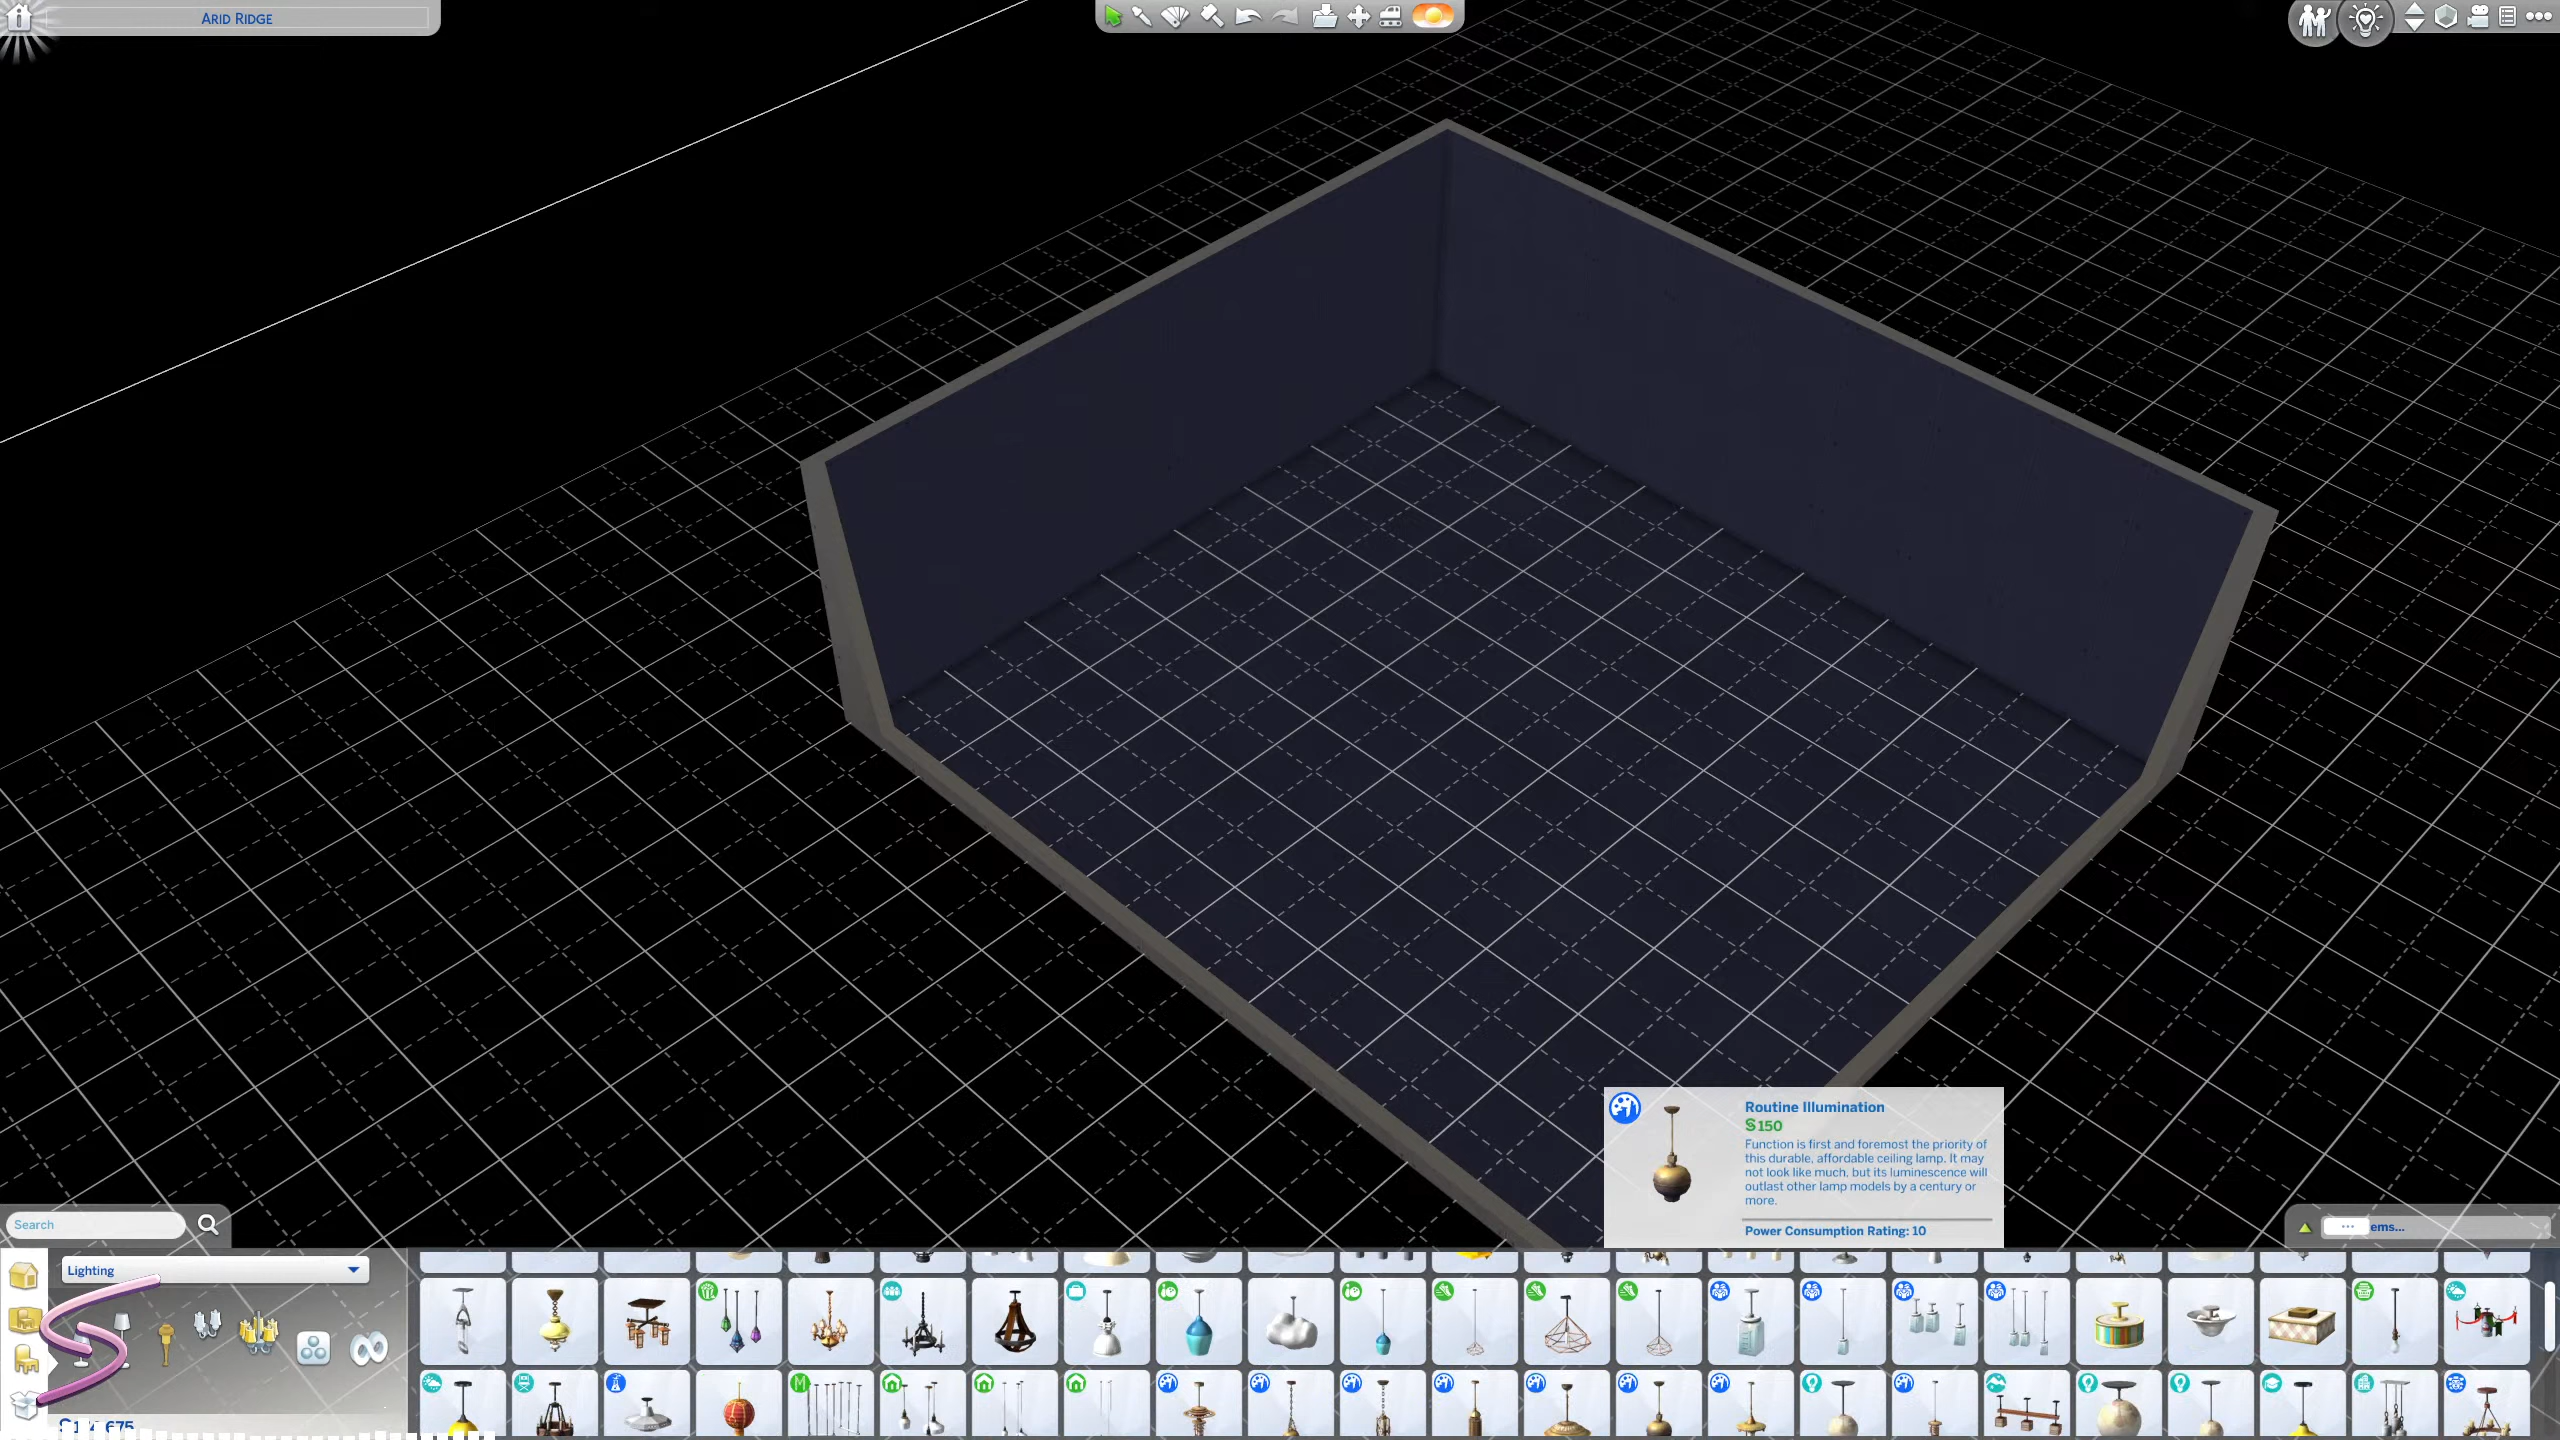 ARID RIDGE
Routine Illumination
§150
Function is first and foremost the priority of
this durable, affordable ceiling lamp. It may
not look like much, but its luminescence will
outlast other lamp models by a century or
more.
Power Consumption Rating: 10
Search
ems...
Lighting
675